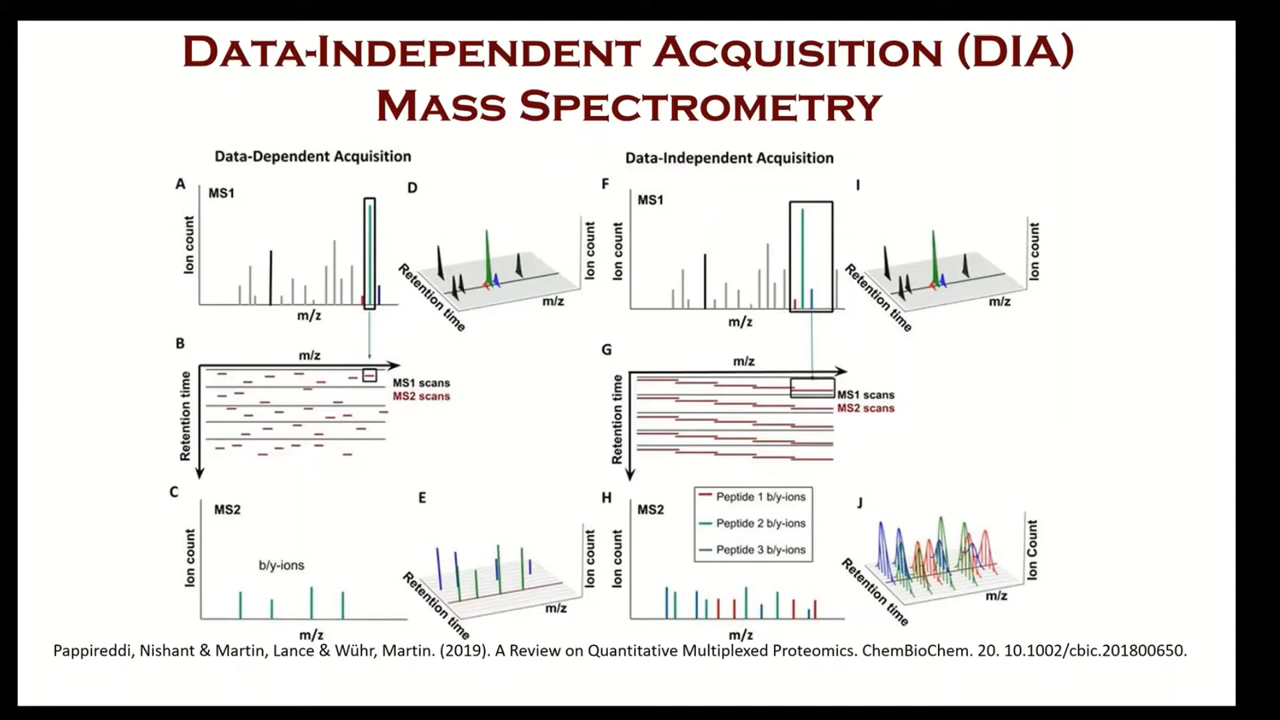 DATA-INDEPENDENT ACQUISITION (DIA)
MASS SPECTROMETRY
Data-Dependent Acquisition
A
MS1
Ion count
m/z
D
Ion count
Retention time
m/z
B
m/z
Retention time
MS1 scans
MS2 scans
C
MS2
Ion count
b/y-ions
m/z
E
Ion count
Retention time
m/z
Data-Independent Acquisition
F
MS1
Ion count
m/z
I
Ion count
Retention time
m/z
G
m/z
Retention time
MS1 scans
MS2 scans
H
MS2
Ion count
Peptide 1 b/y-ions
Peptide 2 b/y-ions
Peptide 3 b/y-ions
m/z
J
Ion Count
Retention time
m/z
Pappireddi, Nishant & Martin, Lance & Wühr, Martin. (2019). A Review on Quantitative Multiplexed Proteomics. ChemBioChem. 20. 10.1002/cbic.201800650.